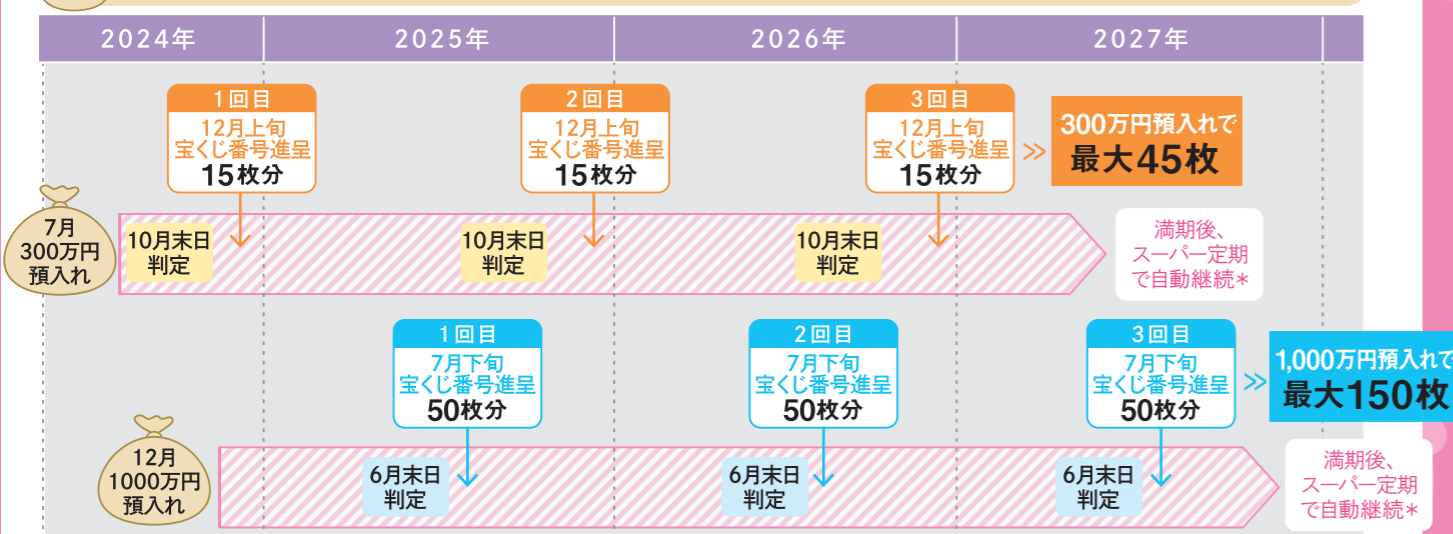 2024年
2025年
2026年
2027年
1回目
12月上旬
宝くじ番号進呈
15枚分
2回目
12月上旬
宝くじ番号進呈
15枚分
3回目
12月上旬
宝くじ番号進呈
15枚分
≫
300万円預入れで
最大45枚
7月
300万円
預入れ
10月末日
判定
10月末日
判定
10月末日
判定
満期後、
スーパー定期
で自動継続＊
1回目
7月下旬
宝くじ番号進呈
50枚分
2回目
7月下旬
宝くじ番号進呈
50枚分
3回目
7月下旬
宝くじ番号進呈
50枚分
≫
1,000万円預入れで
最大150枚
12月
1000万円
預入れ
6月末日
判定
6月末日
判定
6月末日
判定
満期後、
スーパー定期
で自動継続＊